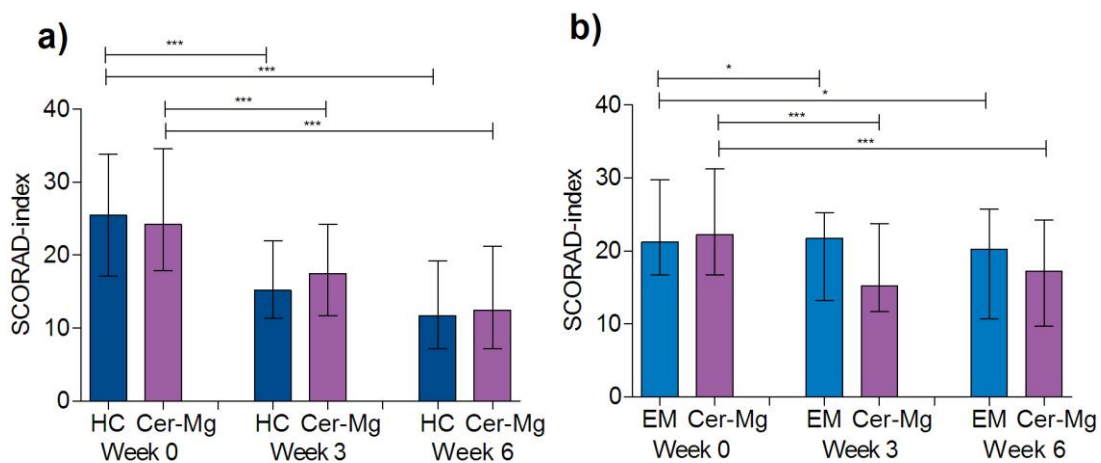 a)
***
***
***
***
SCORAD-index
40
30
20
10
0
HC Cer-Mg HC Cer-Mg HC Cer-Mg
Week 0 Week 3 Week 6
b)
*
*
***
***
SCORAD-index
40
30
20
10
0
EM Cer-Mg EM Cer-Mg EM Cer-Mg
Week 0 Week 3 Week 6